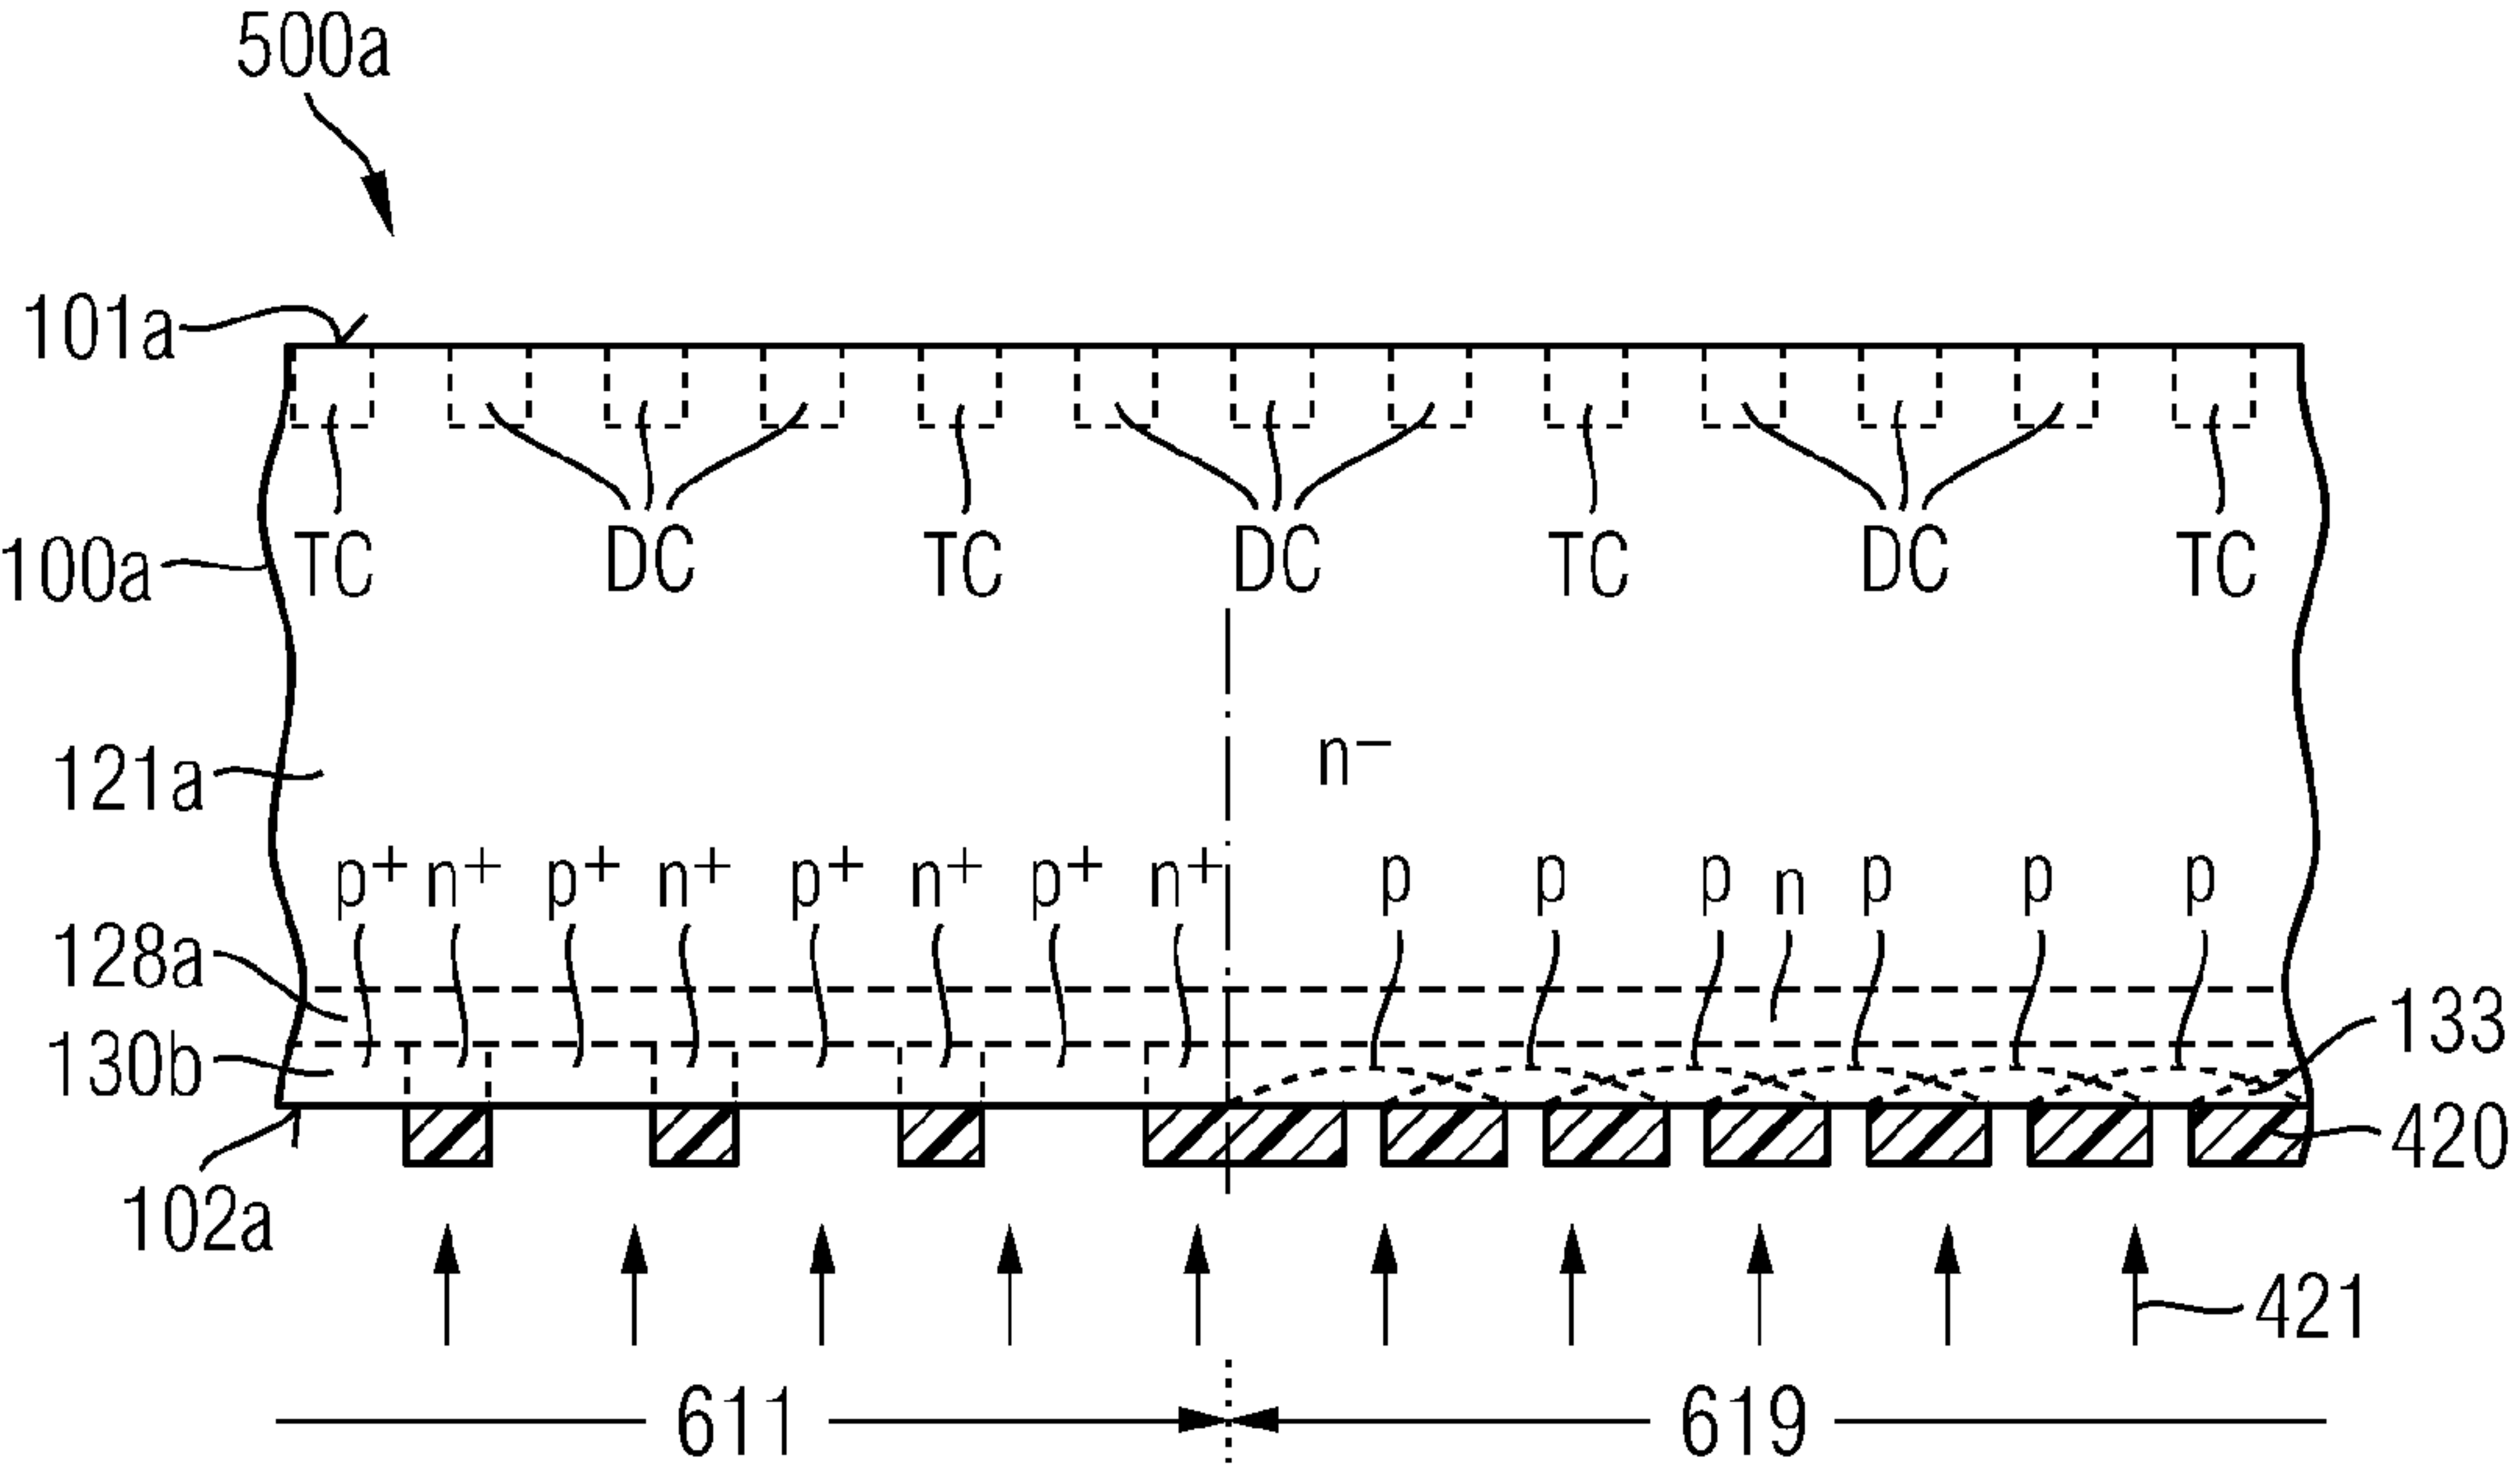 500a
101a
100a TC DC TC DC TC DC TC
121a n−
p+ n+ p+ n+ p+ n+ p+ n+ p p p n p p p
128a
133
130b
420
102a
421
611 619